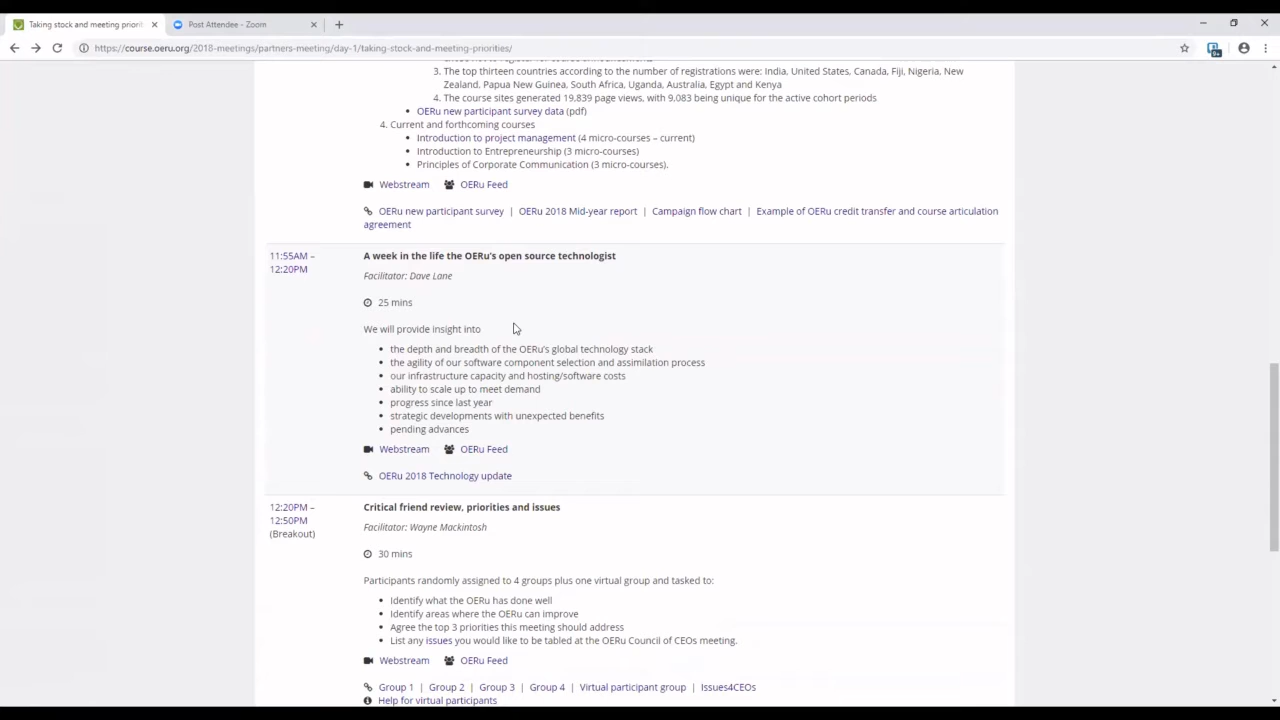 Taking stock and meeting priorit
Post Attendee - Zoom
https://course.oeru.org/2018-meetings/partners-meeting/day-1/taking-stock-and-meeting-priorities/
3. The top thirteen countries according to the number of registrations were: India, United States, Canada, Fiji, Nigeria, New
Zealand, Papua New Guinea, South Africa, Uganda, Australia, Egypt and Kenya
4. The course sites generated 19,839 page views, with 9,083 being unique for the active cohort periods
• OERu new participant survey data (pdf)
4. Current and forthcoming courses
• Introduction to project management (4 micro-courses – current)
• Introduction to Entrepreneurship (3 micro-courses)
• Principles of Corporate Communication (3 micro-courses).
Webstream OERu Feed
OERu new participant survey | OERu 2018 Mid-year report | Campaign flow chart | Example of OERu credit transfer and course articulation
agreement
11:55AM –
12:20PM
A week in the life the OERu's open source technologist
Facilitator: Dave Lane
25 mins
We will provide insight into
• the depth and breadth of the OERu's global technology stack
• the agility of our software component selection and assimilation process
• our infrastructure capacity and hosting/software costs
• ability to scale up to meet demand
• progress since last year
• strategic developments with unexpected benefits
• pending advances
Webstream OERu Feed
OERu 2018 Technology update
12:20PM –
12:50PM
(Breakout)
Critical friend review, priorities and issues
Facilitator: Wayne Mackintosh
30 mins
Participants randomly assigned to 4 groups plus one virtual group and tasked to:
• Identify what the OERu has done well
• Identify areas where the OERu can improve
• Agree the top 3 priorities this meeting should address
• List any issues you would like to be tabled at the OERu Council of CEOs meeting.
Webstream OERu Feed
Group 1 | Group 2 | Group 3 | Group 4 | Virtual participant group | Issues4CEOs
Help for virtual participants